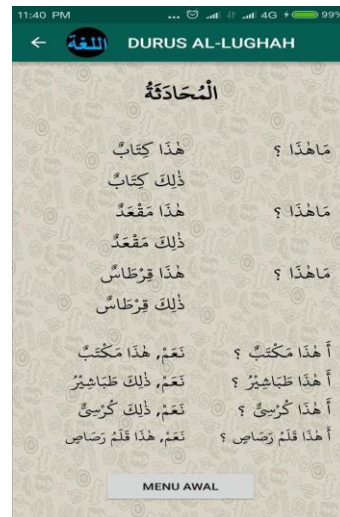 11:40 PM ... 4G 99%
← اللغة DURUS AL-LUGHAH
الْمُحَادَثَةُ
مَاهٰذَا ؟ هٰذَا كِتَابٌ
ذٰلِكَ كِتَابٌ
مَاهٰذَا ؟ هٰذَا مَقْعَدٌ
ذٰلِكَ مَقْعَدٌ
مَاهٰذَا ؟ هٰذَا قِرْطَاسٌ
ذٰلِكَ قِرْطَاسٌ
أَ هٰذَا مَكْتَبٌ ؟ نَعَمْ, هٰذَا مَكْتَبٌ
أَ هٰذَا طَبَاشِيْرُ ؟ نَعَمْ, ذٰلِكَ طَبَاشِيْرُ
أَ هٰذَا كُرْسِىٌّ ؟ نَعَمْ, ذٰلِكَ كُرْسِىٌّ
أَ هٰذَا قَلَمُ رَصَاصٍ ؟ نَعَمْ, هٰذَا قَلَمُ رَصَاصٍ
MENU AWAL